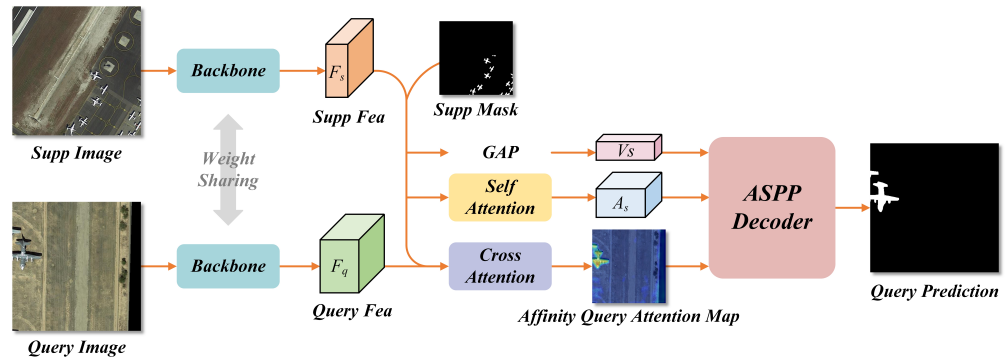 Supp Image
Backbone
F_s
Supp Fea
Supp Mask
Weight
Sharing
GAP
Vs
Self
Attention
A_s
ASPP
Decoder
Query Image
Backbone
F_q
Query Fea
Cross
Attention
Affinity Query Attention Map
Query Prediction